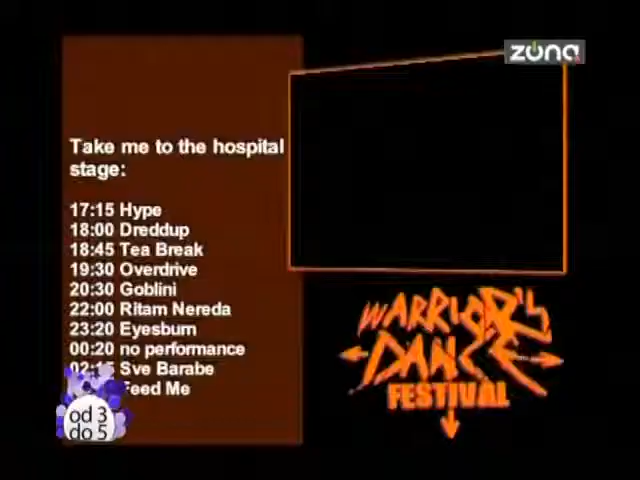 zona
Take me to the hospital
stage:
17:15 Hype
18:00 Dreddup
18:45 Tea Break
19:30 Overdrive
20:30 Goblini
22:00 Ritam Nereda
23:20 Eyesburn
00:20 no performance
02:15 Sve Barabe
Feed Me
WARRIOR'S
DANCE
FESTIVAL
od 3
do 5